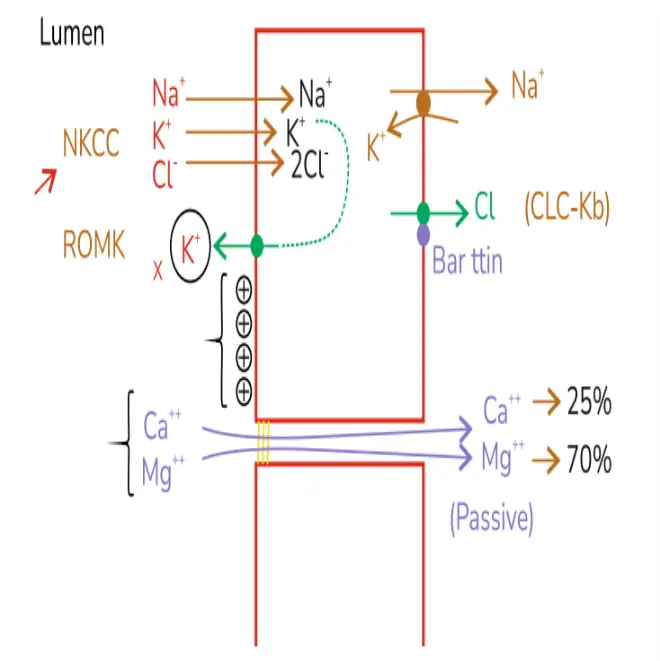 Lumen
Na⁺ Na⁺ Na⁺
NKCC K⁺ K⁺ K⁺
Cl⁻ 2Cl⁻
Cl (CLC-Kb)
ROMK x K⁺
Bar ttin
⊕
⊕
⊕
⊕
Ca⁺⁺ Ca⁺⁺ → 25%
Mg⁺⁺ Mg⁺⁺ → 70%
(Passive)